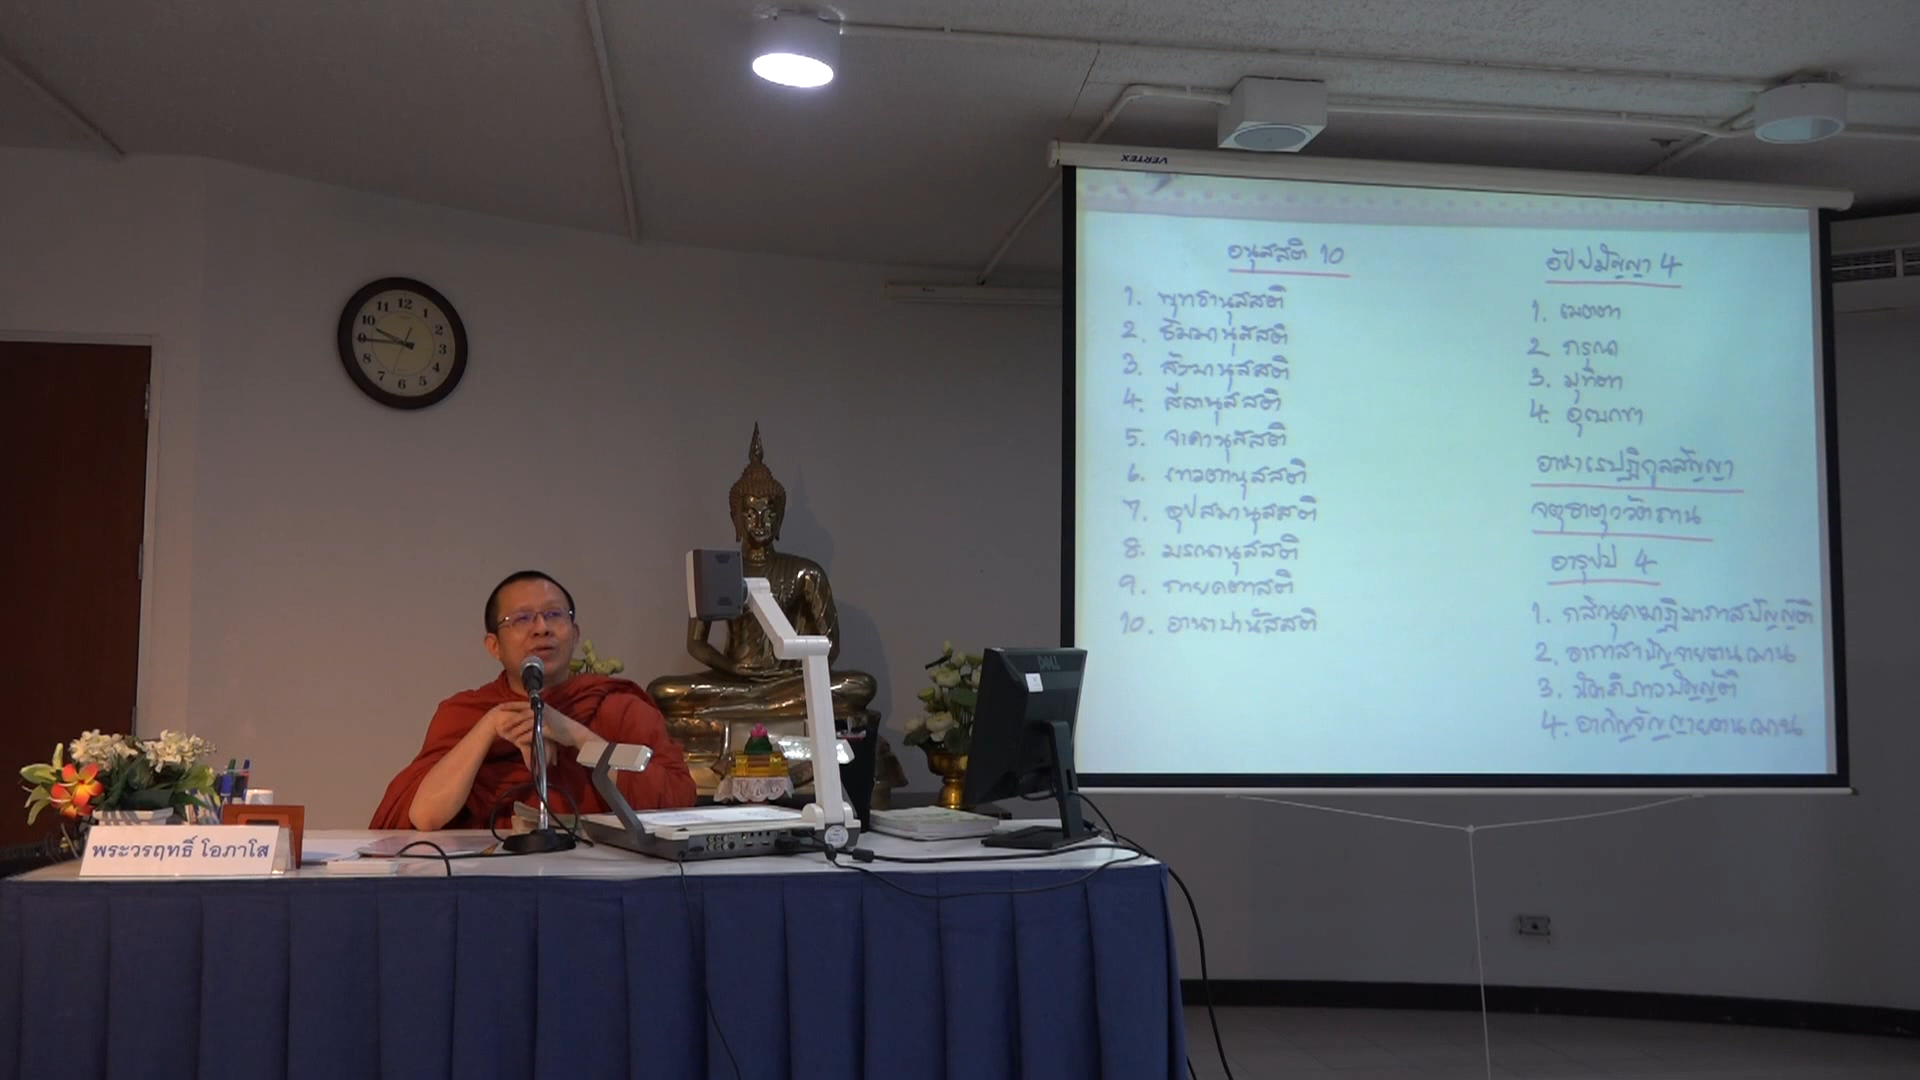 VERTEX
อนุสสติ 10
1. พุทธานุสสติ
2. ธัมมานุสสติ
3. สังฆานุสสติ
4. สีลานุสสติ
5. จาคานุสสติ
6. เทวตานุสสติ
7. อุปสมานุสสติ
8. มรณานุสสติ
9. กายคตาสติ
10. อานาปานัสสติ
อัปปมัญญา 4
1. เมตตา
2 กรุณา
3. มุทิตา
4. อุเบกขา
อาหาเรปฏิกูลสัญญา
จตุธาตุววัตถาน
อารุปป 4
1. กสิณุคฆาฏิมากาสบัญญัติ
2. อากาสานัญจายตนฌาน
3. นัตถิภาวบัญญัติ
4. อากิญจัญญายตนฌาน
12
1
2
3
4
5
6
7
8
9
10
11
DELL
พระวรฤทธิ์ โอภาโส